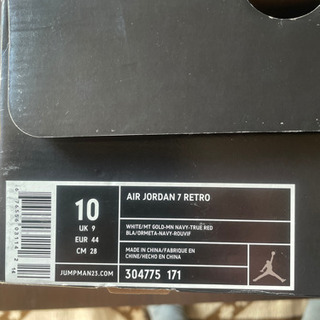 10
UK 9
EUR 44
CM 28
JUMPMAN23.COM
AIR JORDAN 7 RETRO
WHITE/MT GOLD-MN NAVY-TRUE RED
BLA/ORMETA-NAVY-ROUVIF
MADE IN CHINA/FABRIQUE EN
CHINE/HECHO EN CHINA
304775 171